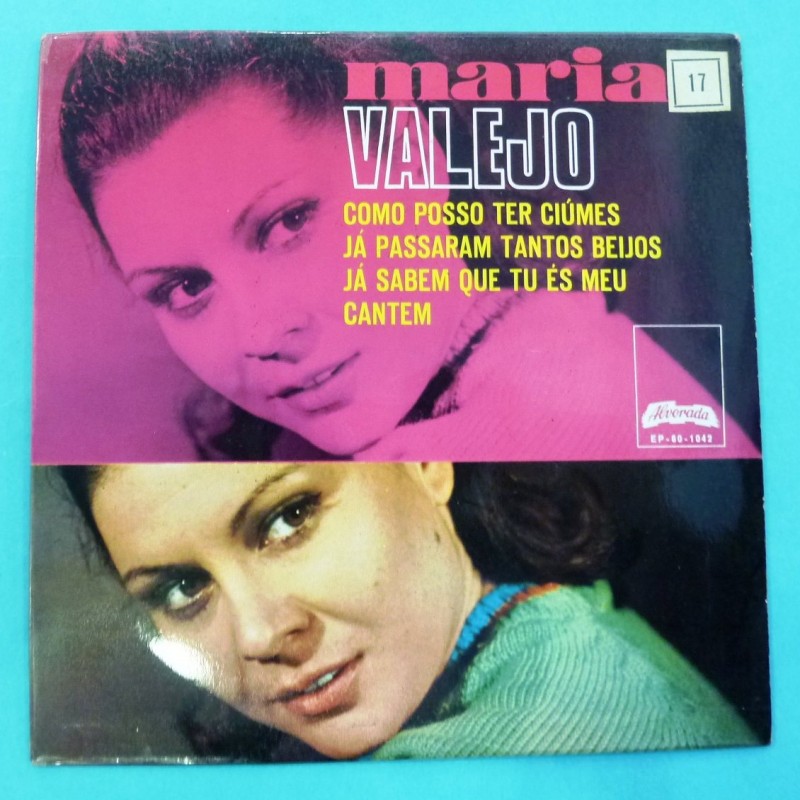 maria
17
VALEJO
COMO POSSO TER CIÚMES
JÁ PASSARAM TANTOS BEIJOS
JÁ SABEM QUE TU ÉS MEU
CANTEM
Alvorada
EP-60-1042